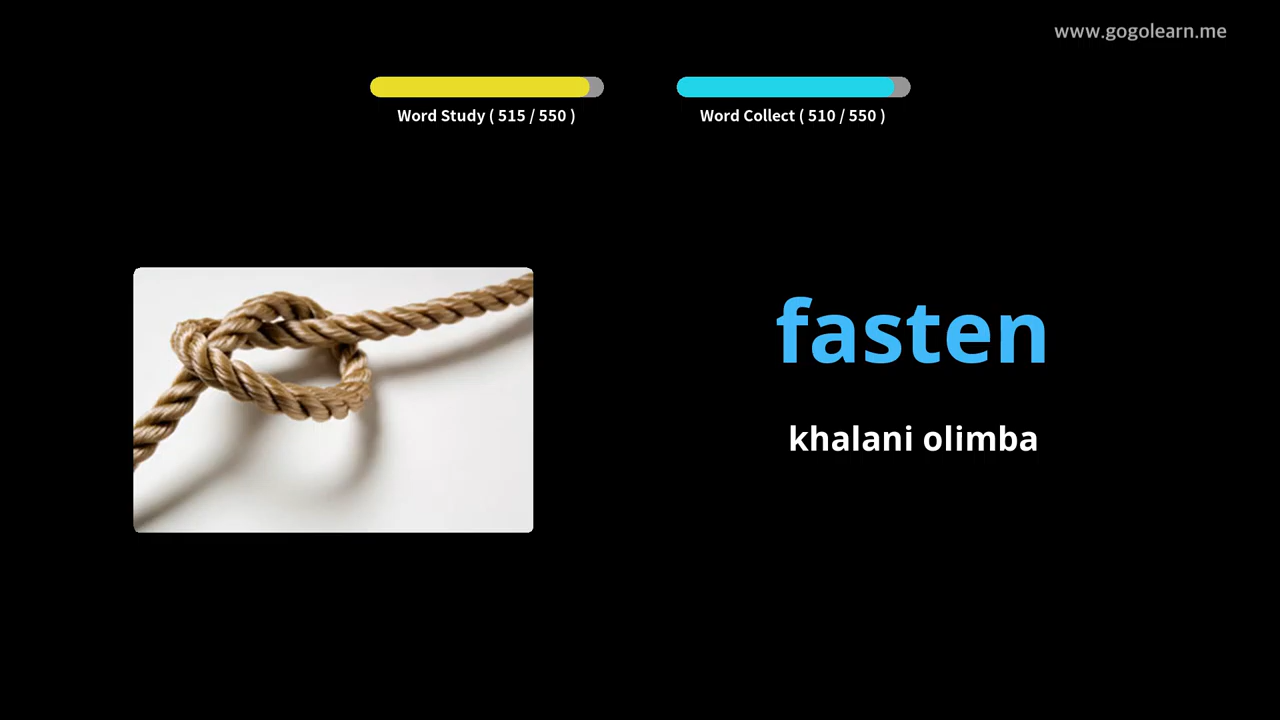 www.gogolearn.me
Word Study ( 515 / 550 )
Word Collect ( 510 / 550 )
fasten
khalani olimba